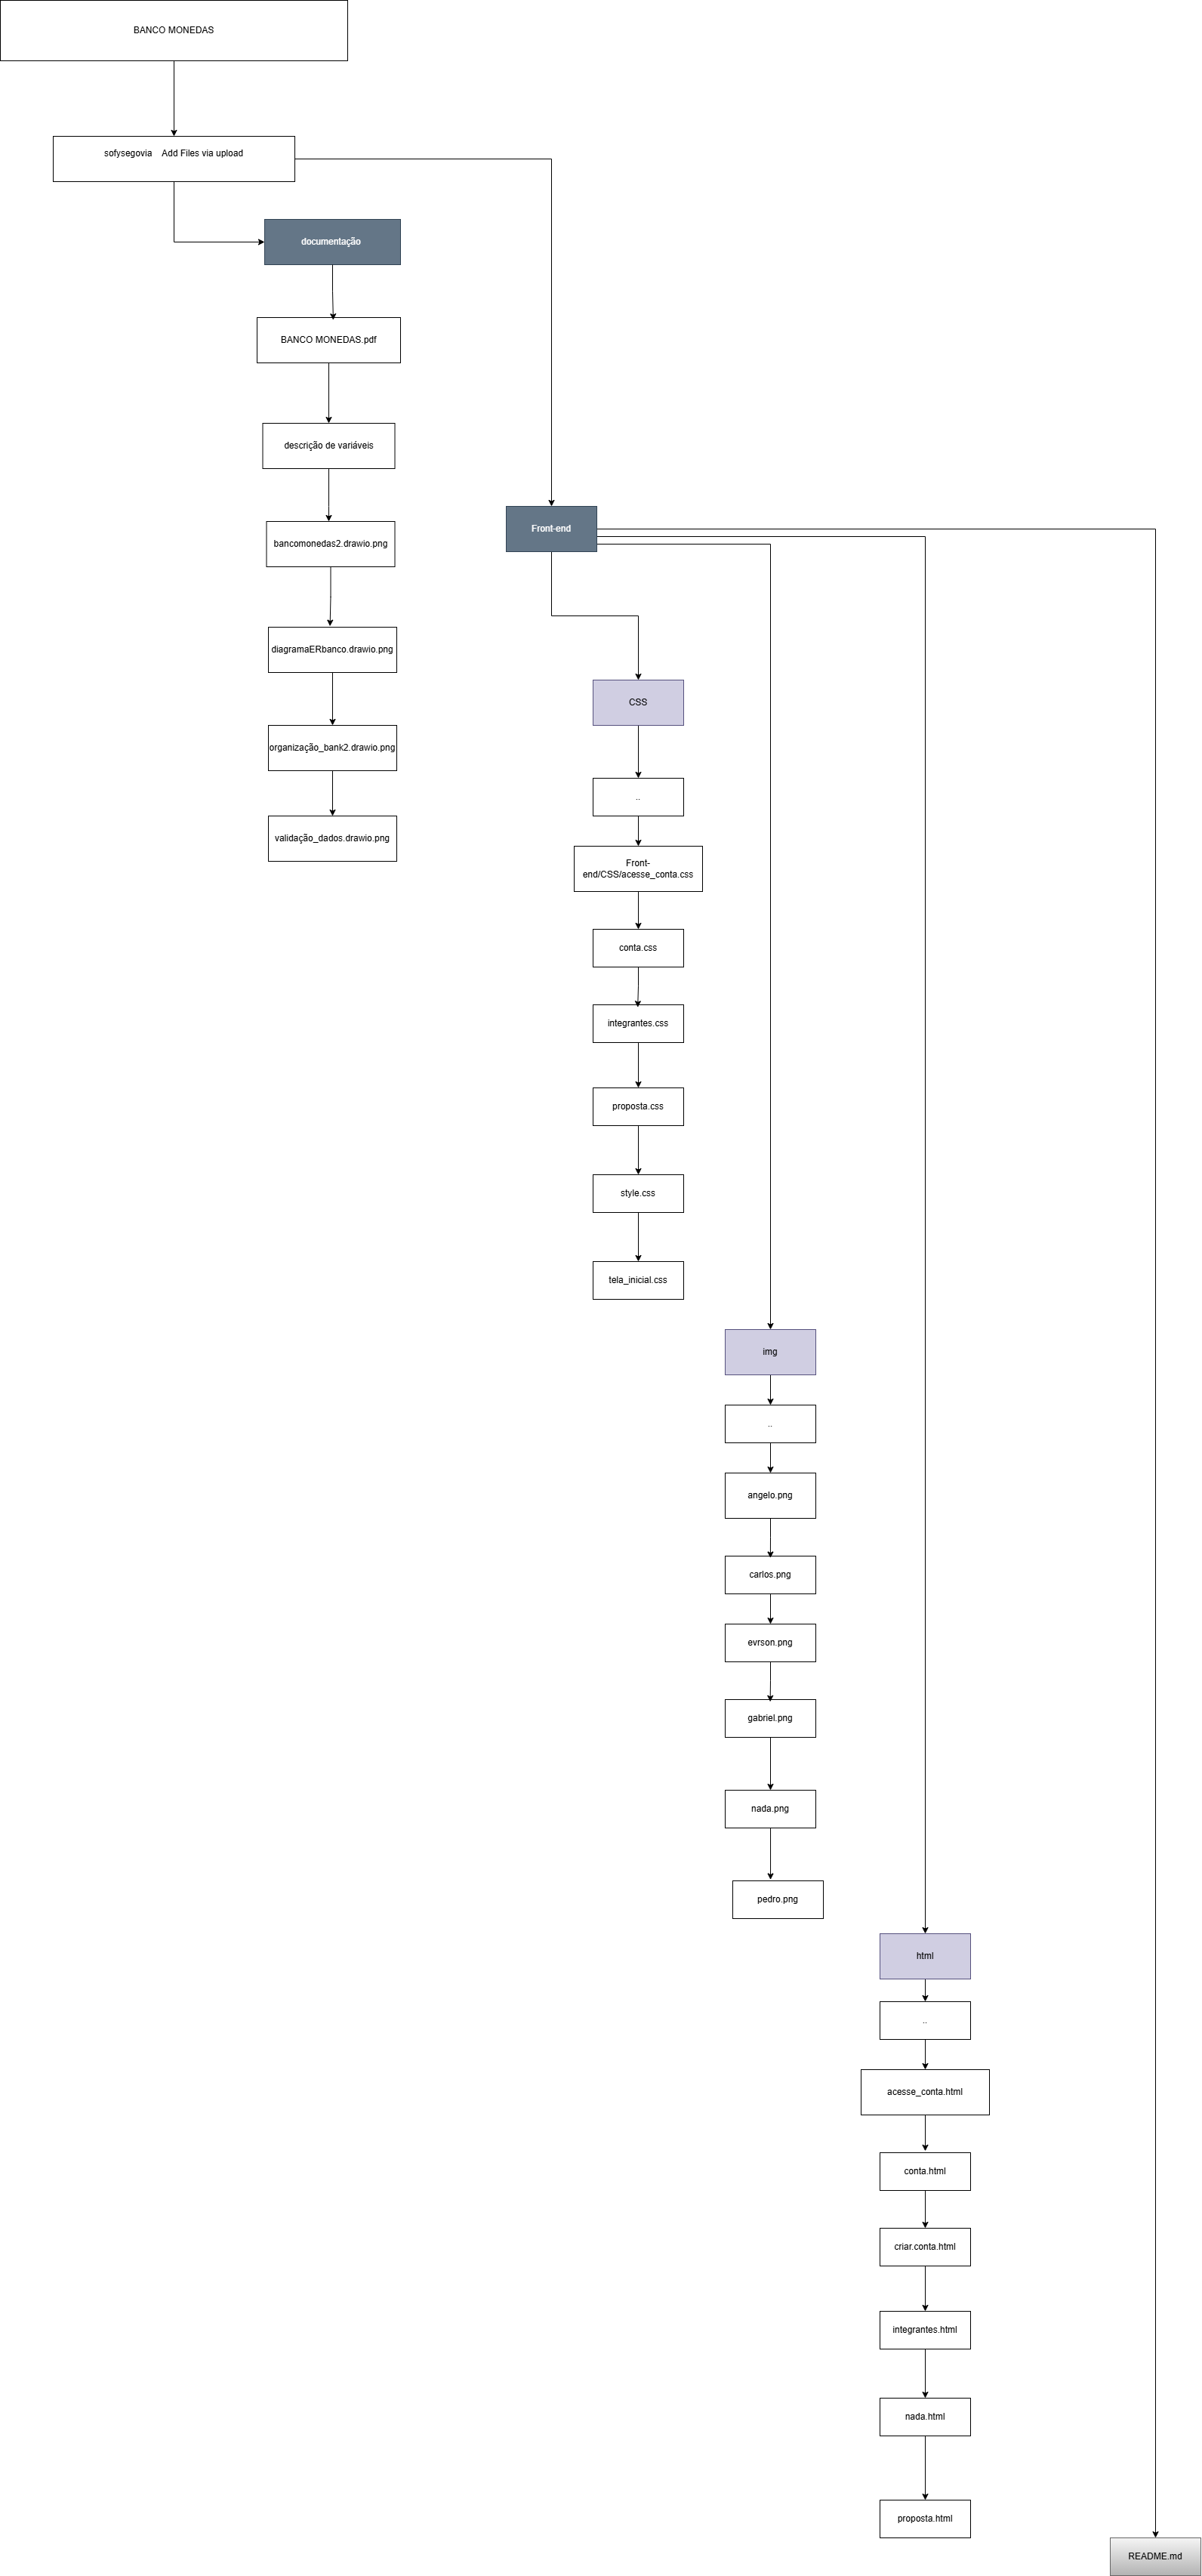 BANCO MONEDAS
sofysegovia    Add Files via upload
documentação
BANCO MONEDAS.pdf
descrição de variáveis
bancomonedas2.drawio.png
diagramaERbanco.drawio.png
organização_bank2.drawio.png
validação_dados.drawio.png
Front-end
CSS
..
Front-
end/CSS/acesse_conta.css
conta.css
integrantes.css
proposta.css
style.css
tela_inicial.css
img
..
angelo.png
carlos.png
evrson.png
gabriel.png
nada.png
pedro.png
html
..
acesse_conta.html
conta.html
criar.conta.html
integrantes.html
nada.html
proposta.html
README.md